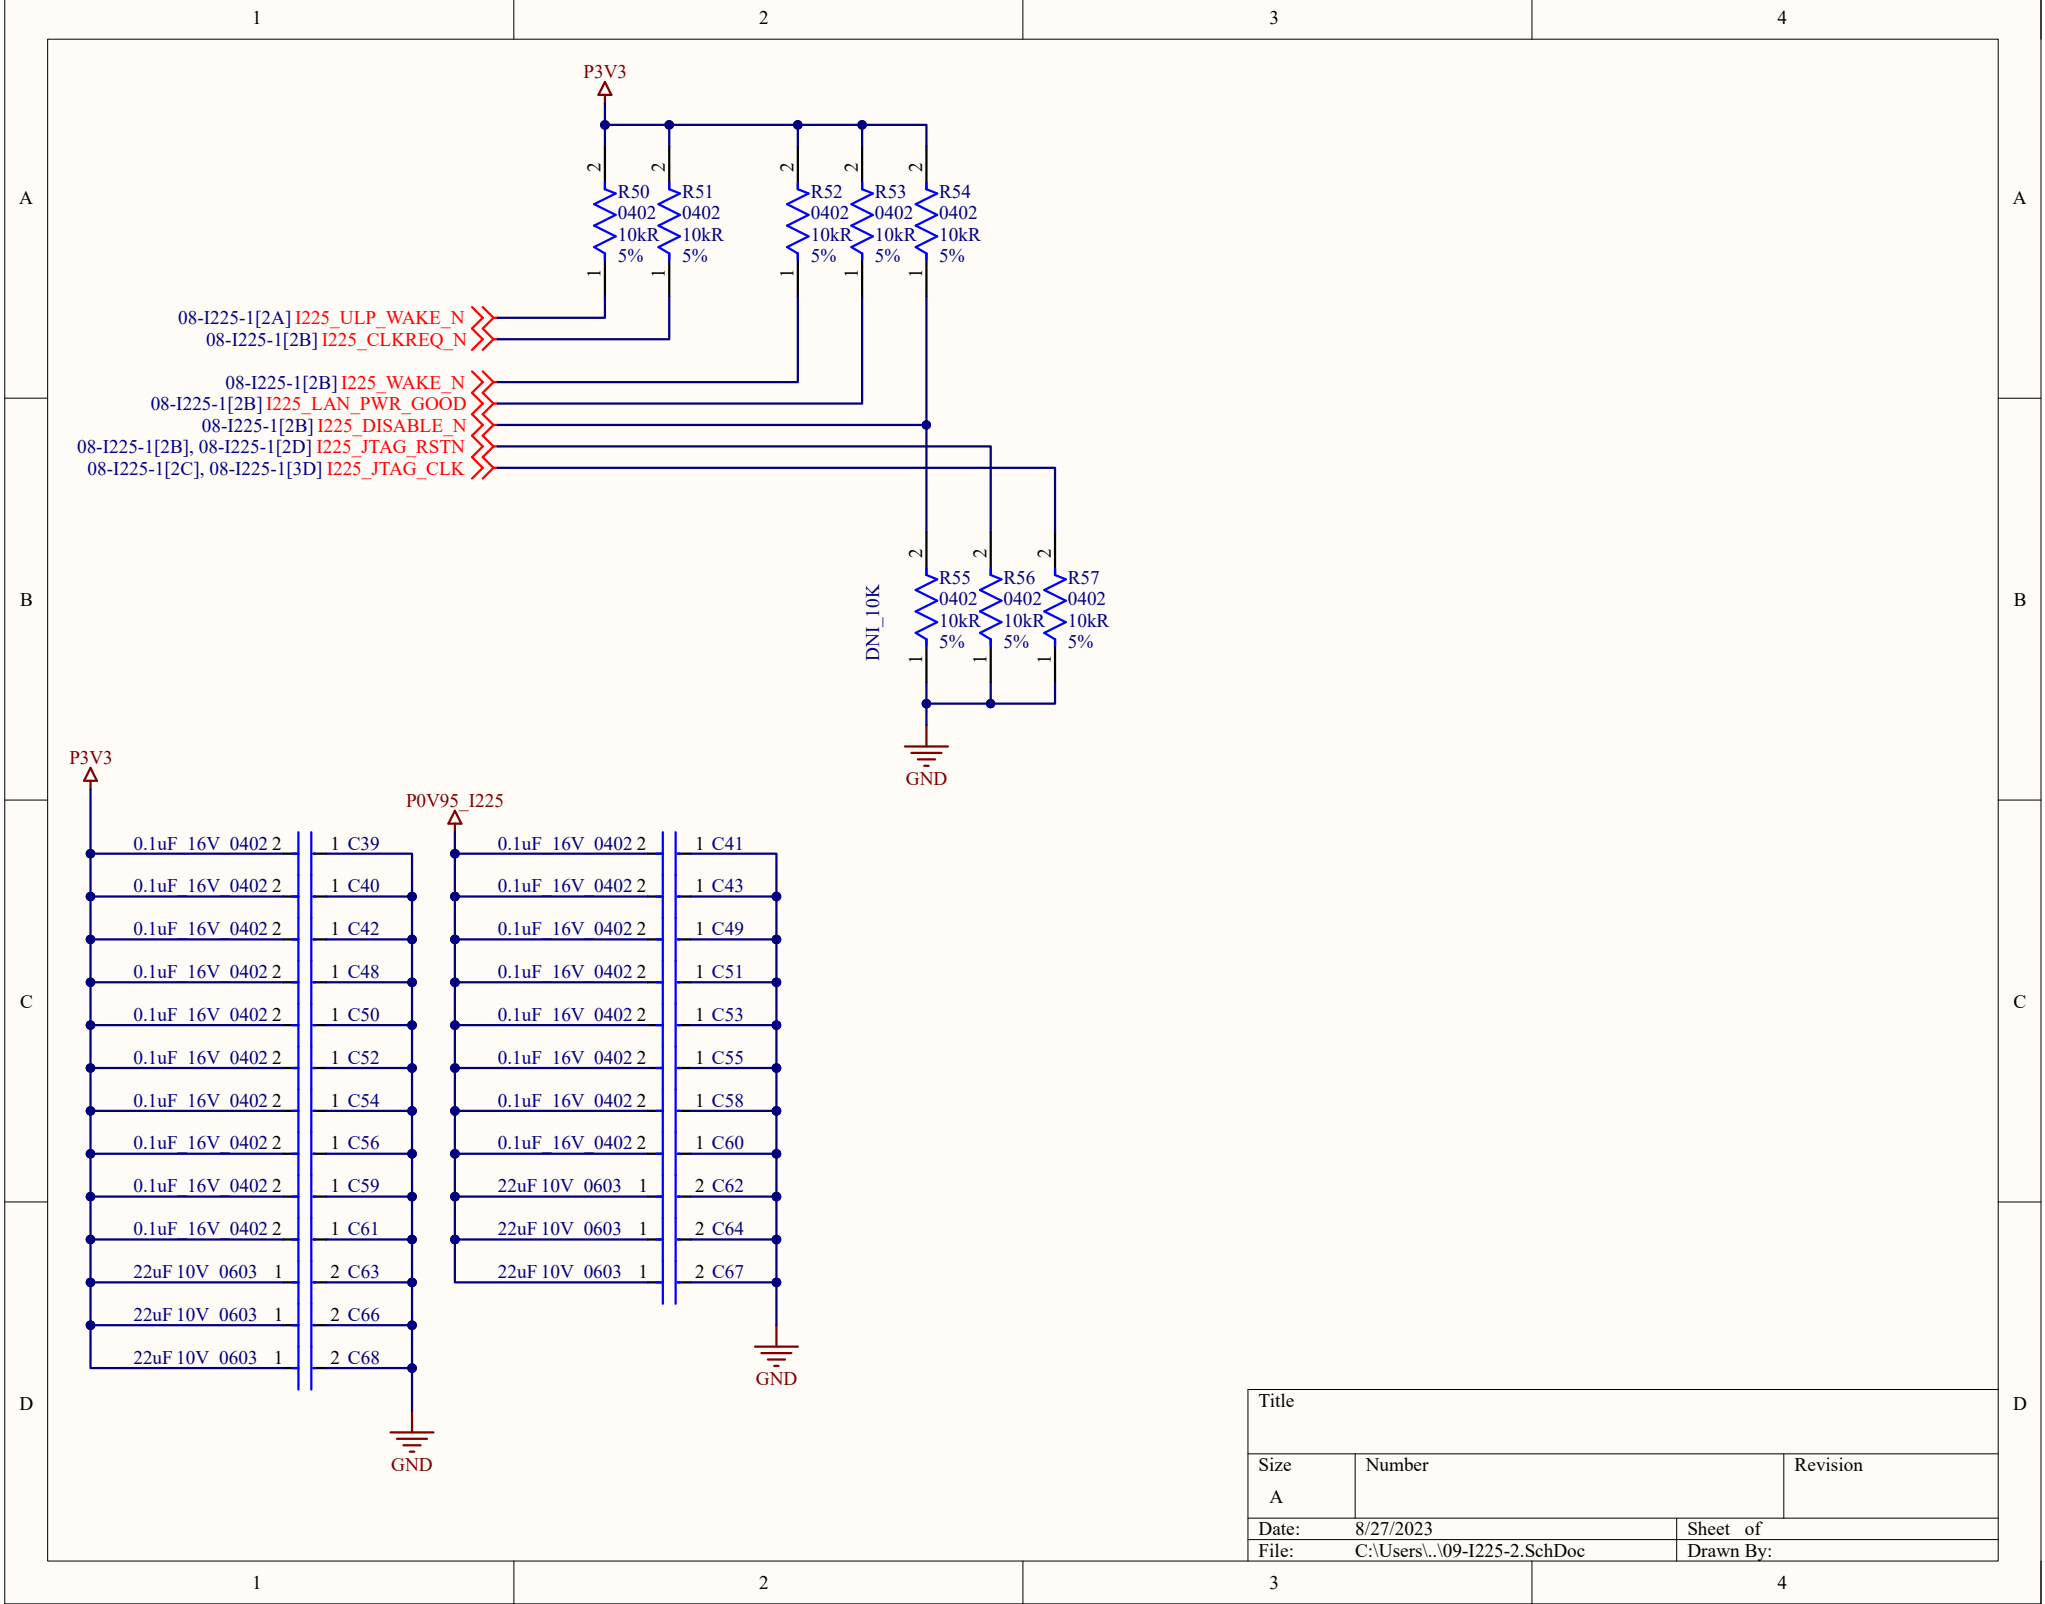 1 2 3 4
P3V3
2 2 2 2 2
A A
R50 R51 R52 R53 R54
0402 0402 0402 0402 0402
10kR 10kR 10kR 10kR 10kR
5% 5% 5% 5% 5%
1 1 1 1 1
08-I225-1[2A] I225_ULP_WAKE_N
08-I225-1[2B] I225_CLKREQ_N
08-I225-1[2B] I225_WAKE_N
08-I225-1[2B] I225_LAN_PWR_GOOD
08-I225-1[2B] I225_DISABLE_N
08-I225-1[2B], 08-I225-1[2D] I225_JTAG_RSTN
08-I225-1[2C], 08-I225-1[3D] I225_JTAG_CLK
2 2 2
R55 R56 R57
0402 0402 0402
10kR 10kR 10kR
5% 5% 5%
1 1 1
DNI_10K
B B
GND
P3V3
0.1uF_16V_0402 2 1 C39
0.1uF_16V_0402 2 1 C40
0.1uF_16V_0402 2 1 C42
0.1uF_16V_0402 2 1 C48
0.1uF_16V_0402 2 1 C50
0.1uF_16V_0402 2 1 C52
0.1uF_16V_0402 2 1 C54
0.1uF_16V_0402 2 1 C56
0.1uF_16V_0402 2 1 C59
0.1uF_16V_0402 2 1 C61
22uF 10V_0603 1 2 C63
22uF 10V_0603 1 2 C66
22uF 10V_0603 1 2 C68
GND
P0V95_I225
0.1uF_16V_0402 2 1 C41
0.1uF_16V_0402 2 1 C43
0.1uF_16V_0402 2 1 C49
0.1uF_16V_0402 2 1 C51
0.1uF_16V_0402 2 1 C53
0.1uF_16V_0402 2 1 C55
0.1uF_16V_0402 2 1 C58
0.1uF_16V_0402 2 1 C60
22uF 10V_0603 1 2 C62
22uF 10V_0603 1 2 C64
22uF 10V_0603 1 2 C67
GND
C C
D D
Title
Size Number Revision
A
Date: 8/27/2023 Sheet of
File: C:\Users\..\09-I225-2.SchDoc Drawn By:
1 2 3 4